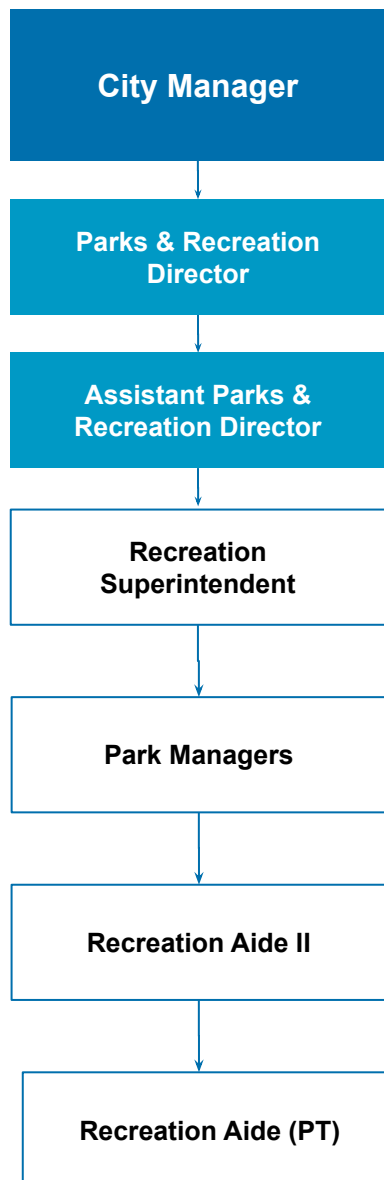 City Manager
Parks & Recreation
Director
Assistant Parks &
Recreation Director
Recreation
Superintendent
Park Managers
Recreation Aide II
Recreation Aide (PT)